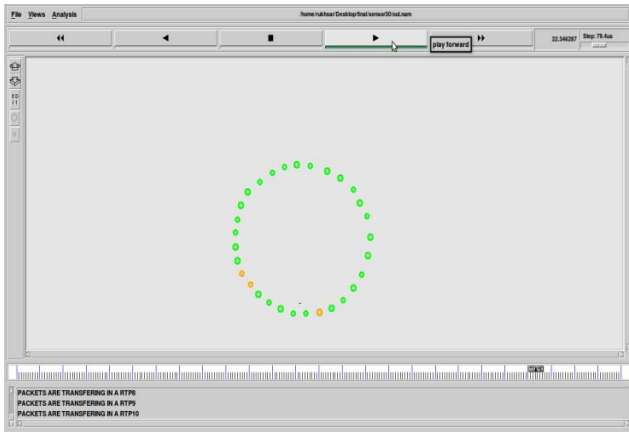 File Views Analysis home/rukhsar/Desktop/final/sensor30/out.nam
play forward
22.346287 Step: 79.4us
PACKETS ARE TRANSFERING IN A RTP8
PACKETS ARE TRANSFERING IN A RTP9
PACKETS ARE TRANSFERING IN A RTP10